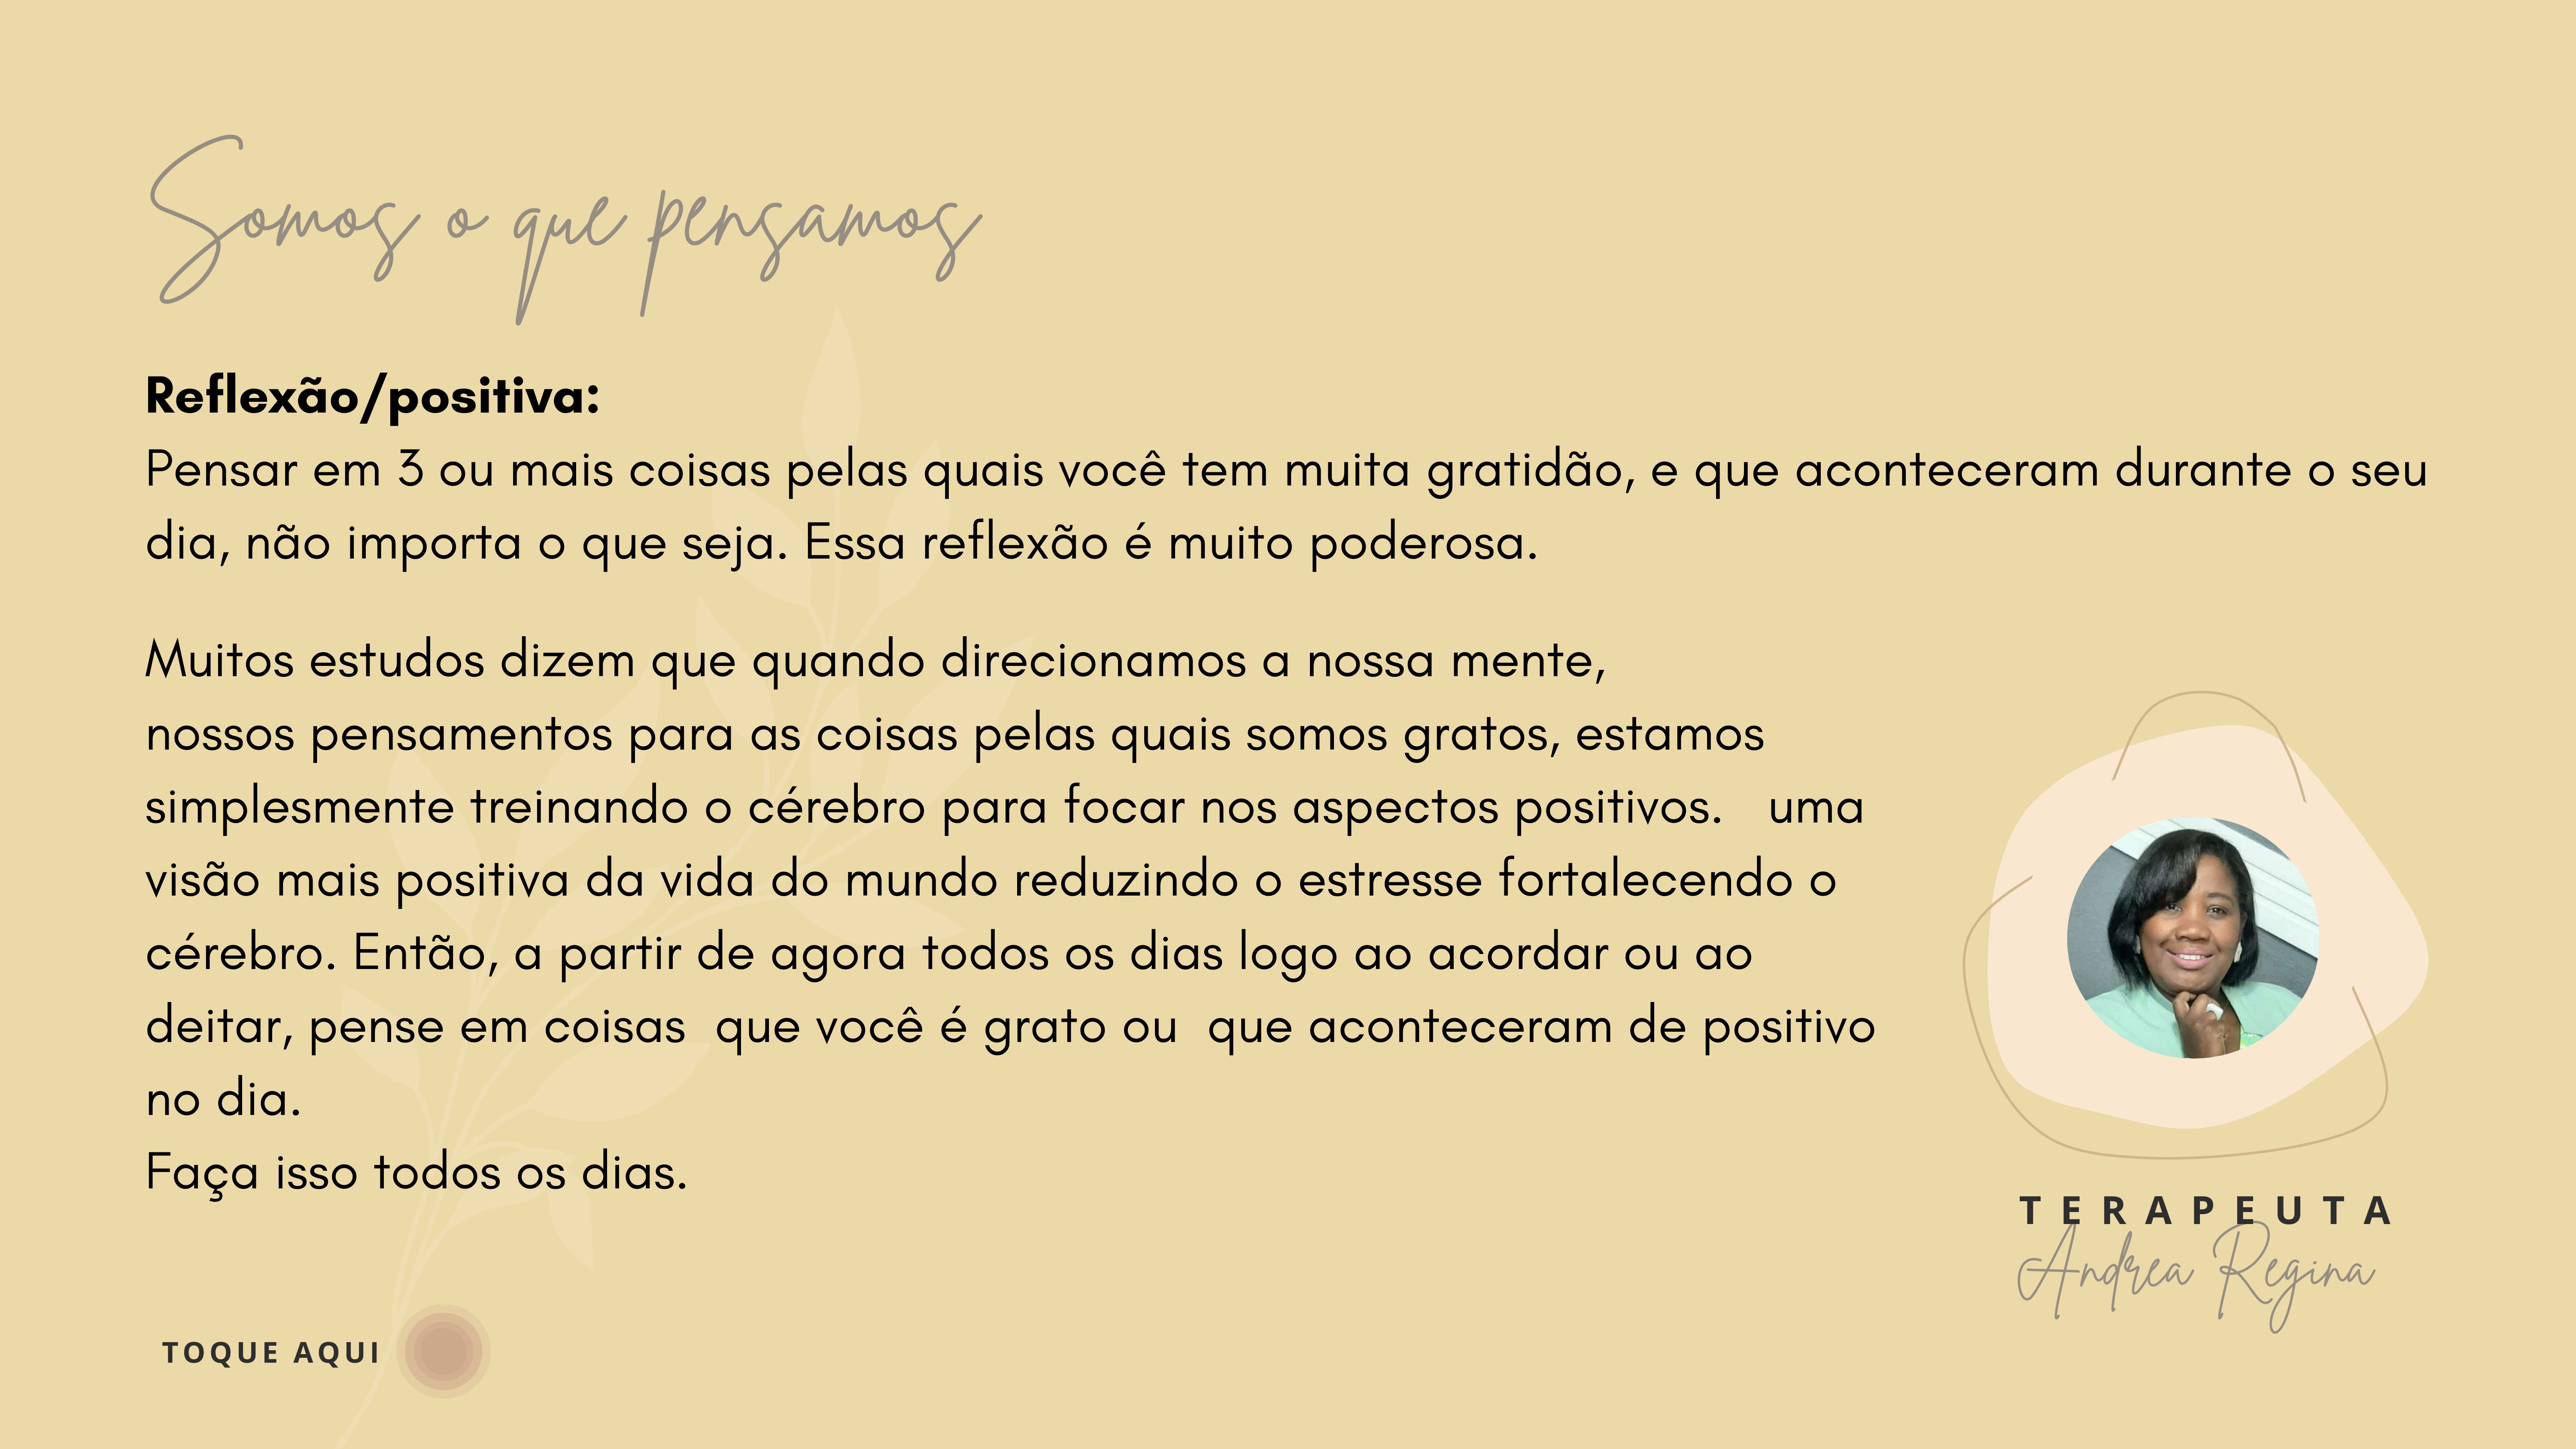 Somos o que pensamos
Reflexão/positiva:
Pensar em 3 ou mais coisas pelas quais você tem muita gratidão, e que aconteceram durante o seu
dia, não importa o que seja. Essa reflexão é muito poderosa.
Muitos estudos dizem que quando direcionamos a nossa mente,
nossos pensamentos para as coisas pelas quais somos gratos, estamos
simplesmente treinando o cérebro para focar nos aspectos positivos.   uma
visão mais positiva da vida do mundo reduzindo o estresse fortalecendo o
cérebro. Então, a partir de agora todos os dias logo ao acordar ou ao
deitar, pense em coisas  que você é grato ou  que aconteceram de positivo
no dia.
Faça isso todos os dias.
TERAPEUTA
Andrea Regina
TOQUE AQUI